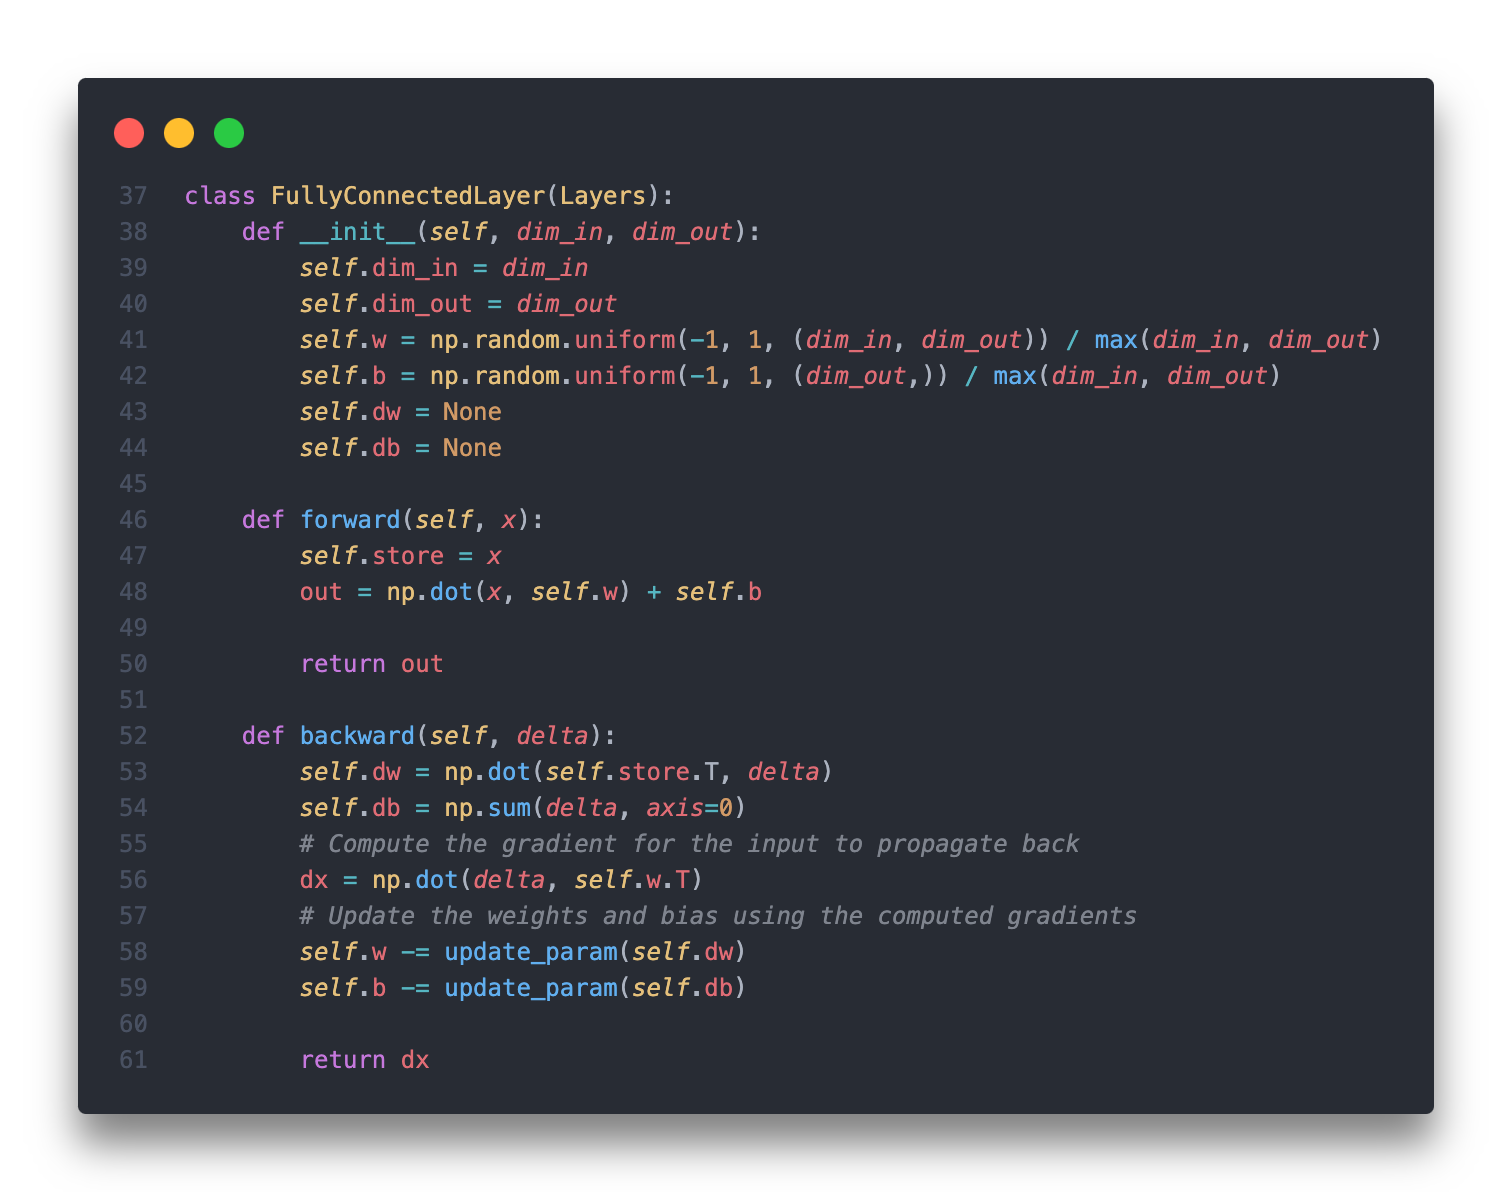 37 class FullyConnectedLayer(Layers):
38     def __init__(self, dim_in, dim_out):
39         self.dim_in = dim_in
40         self.dim_out = dim_out
41         self.w = np.random.uniform(-1, 1, (dim_in, dim_out)) / max(dim_in, dim_out)
42         self.b = np.random.uniform(-1, 1, (dim_out,)) / max(dim_in, dim_out)
43         self.dw = None
44         self.db = None
45
46     def forward(self, x):
47         self.store = x
48         out = np.dot(x, self.w) + self.b
49
50         return out
51
52     def backward(self, delta):
53         self.dw = np.dot(self.store.T, delta)
54         self.db = np.sum(delta, axis=0)
55         # Compute the gradient for the input to propagate back
56         dx = np.dot(delta, self.w.T)
57         # Update the weights and bias using the computed gradients
58         self.w -= update_param(self.dw)
59         self.b -= update_param(self.db)
60
61         return dx